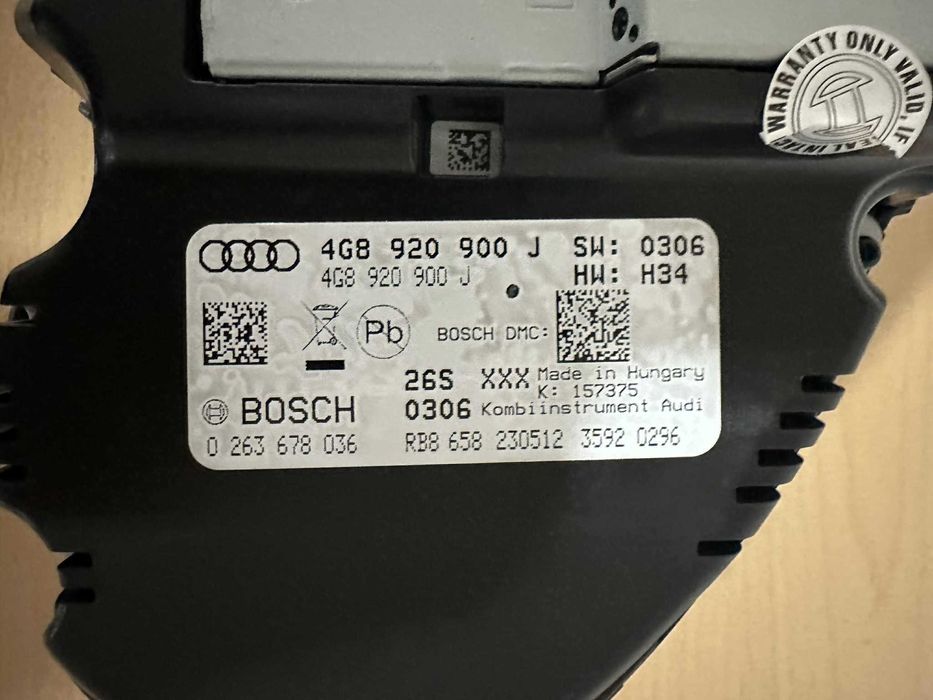 WARRANTY ONLY VALID, IF
4G8 920 900 J SW: 0306
4G8 920 900 J HW: H34
Pb BOSCH DMC:
26S XXX Made in Hungary
K: 157375
BOSCH 0306 Kombiinstrument Audi
0 263 678 036 RB8 658 230512 3592 0296